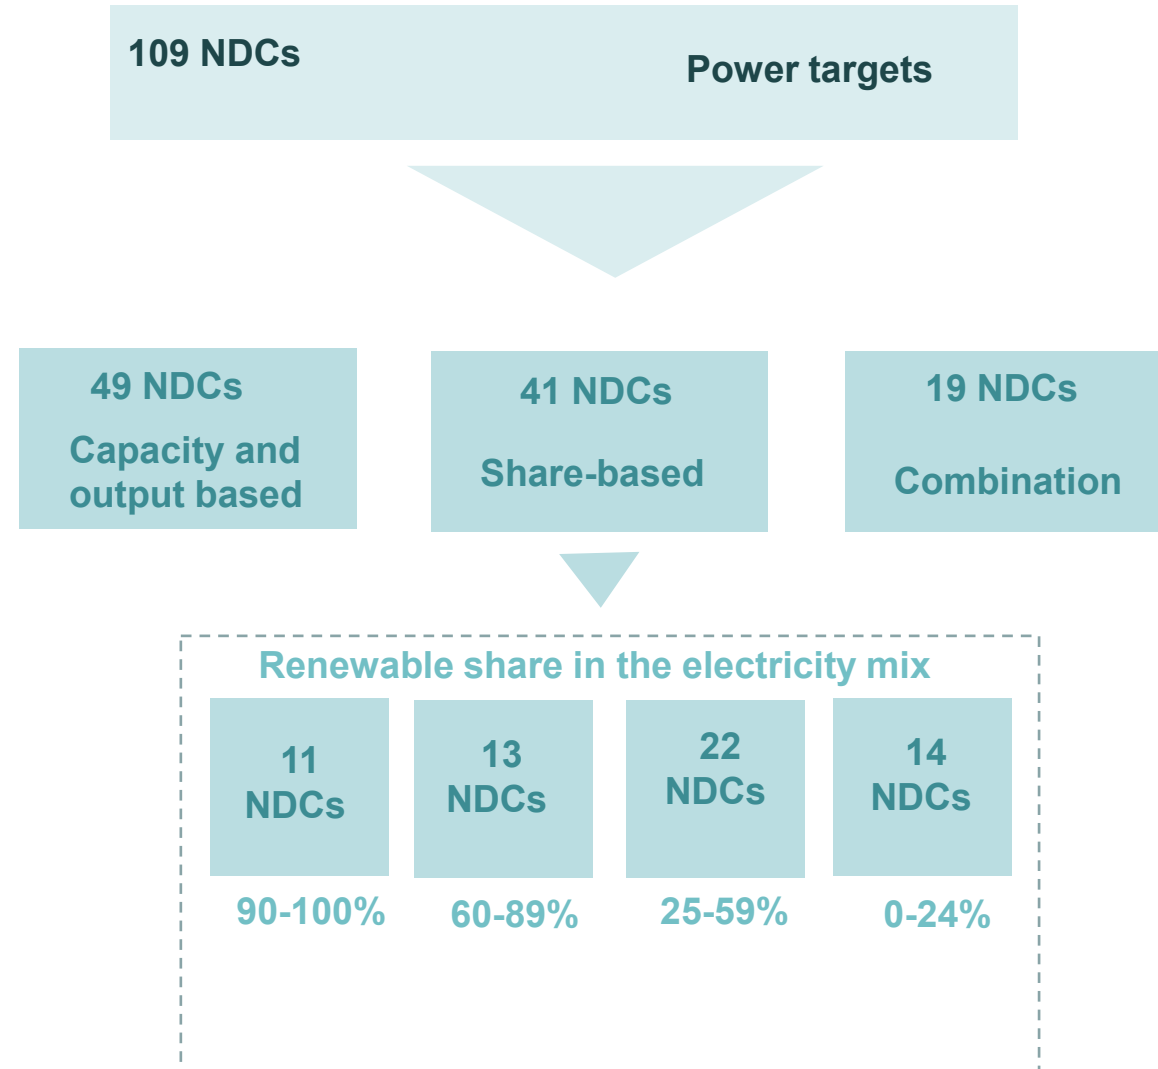 109 NDCs
Power targets
49 NDCs
Capacity and
output based
41 NDCs
Share-based
19 NDCs
Combination
Renewable share in the electricity mix
11
NDCs
13
NDCs
22
NDCs
14
NDCs
90-100%
60-89%
25-59%
0-24%